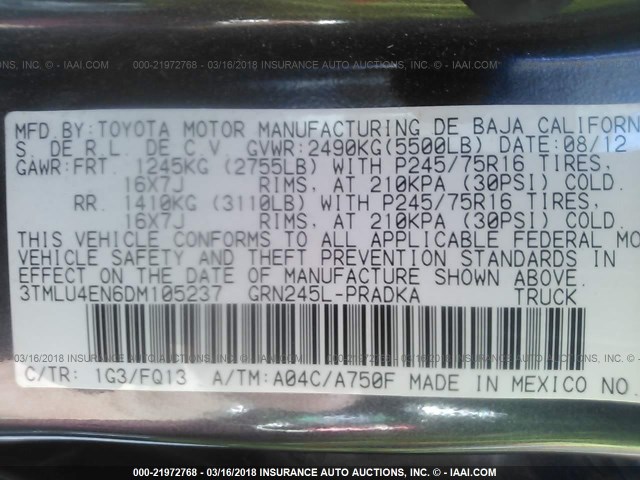 000-21972768 - 03/16/2018 INSURANCE AUTO AUCTIONS, INC. - © IAAI.COM
MFD.BY:TOYOTA MOTOR MANUFACTURING DE BAJA CALIFORN
S. DE R.L. DE C.V. GVWR:2490KG(5500LB) DATE:08/12
GAWR:FRT. 1245KG (2755LB) WITH P245/75R16 TIRES,
16X7J RIMS, AT 210KPA (30PSI) COLD.
RR. 1410KG (3110LB) WITH P245/75R16 TIRES,
16X7J RIMS, AT 210KPA (30PSI) COLD.
THIS VEHICLE CONFORMS TO ALL APPLICABLE FEDERAL MO
VEHICLE SAFETY AND THEFT PREVENTION STANDARDS IN
EFFECT ON THE DATE OF MANUFACTURE SHOWN ABOVE.
3TMLU4EN6DM105237 GRN245L-PRADKA TRUCK
C/TR: 1G3/FQ13 A/TM:A04C/A750F MADE IN MEXICO NO.
000-21972768 - 03/16/2018 INSURANCE AUTO AUCTIONS, INC. - © IAAI.COM